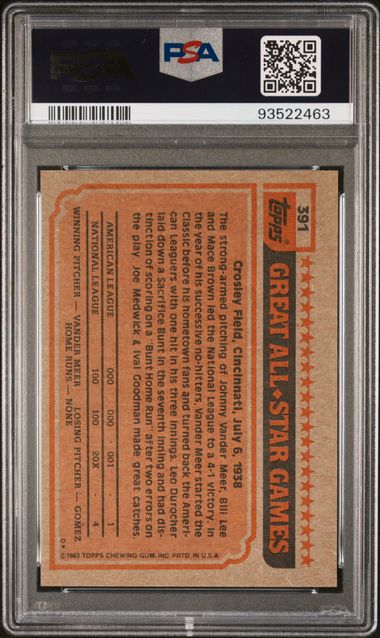 PSA
PSA
93522463
391
Topps®
GREAT ALL★STAR GAMES
Crosley Field, Cincinnati, July 6, 1938
The strong-armed pitching of Johnny Vander Meer, Bill Lee
and Mace Brown led the National League to a 4-1 victory. In
the year of his successive no-hitters, Vander Meer started the
Classic before his hometown fans and turned back the Ameri-
can Leaguers with one hit in his three innings. Leo Durocher
laid down a Sacrifice Bunt in the seventh inning and had dis-
tinction of scoring on a "Bunt Home Run" after two errors on
the play. Joe Medwick & Ival Goodman made great catches.
AMERICAN LEAGUE 000 000 001 - 1
NATIONAL LEAGUE 100 100 20X - 4
WINNING PITCHER — VANDER MEER LOSING PITCHER — GOMEZ
HOME RUNS — NONE
D*
©1983 TOPPS CHEWING GUM, INC. PRTD. IN U.S.A.